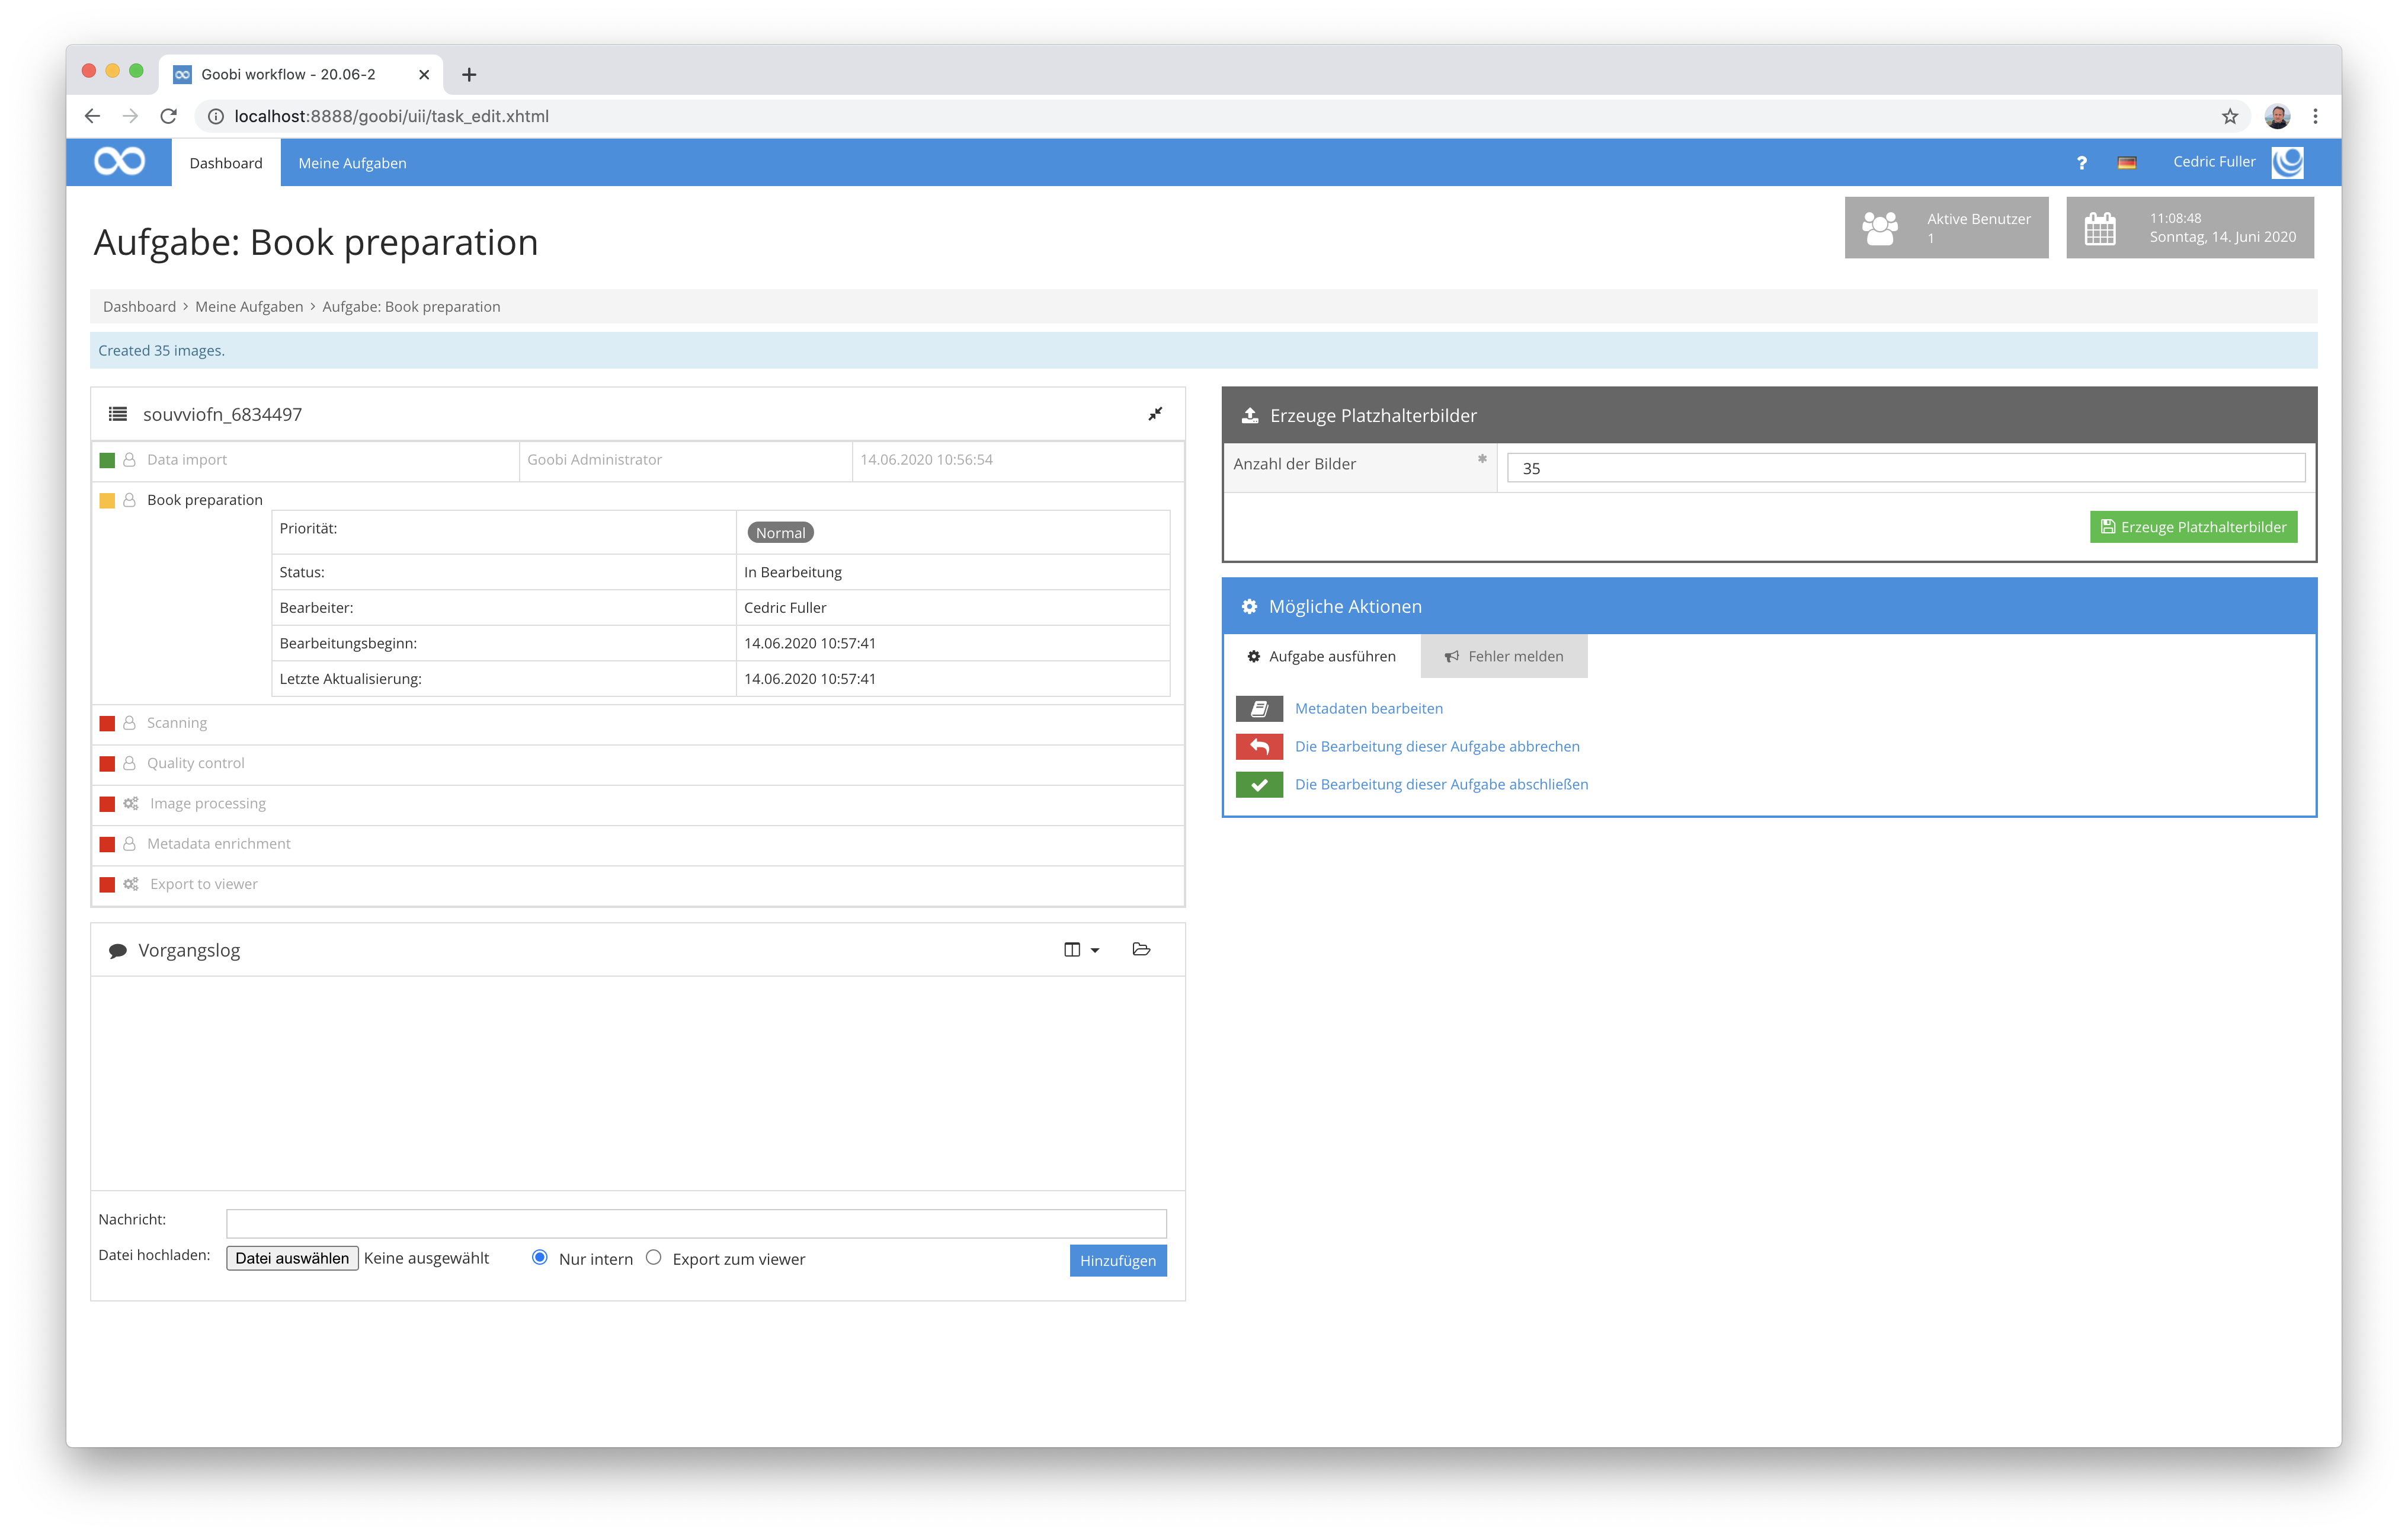 Goobi workflow - 20.06-2
localhost:8888/goobi/uii/task_edit.xhtml
Dashboard
Meine Aufgaben
?
Cedric Fuller
Aufgabe: Book preparation
Aktive Benutzer
1
11:08:48
Sonntag, 14. Juni 2020
Dashboard > Meine Aufgaben > Aufgabe: Book preparation
Created 35 images.
souvviofn_6834497
Data import Goobi Administrator 14.06.2020 10:56:54
Book preparation
Priorität: Normal
Status: In Bearbeitung
Bearbeiter: Cedric Fuller
Bearbeitungsbeginn: 14.06.2020 10:57:41
Letzte Aktualisierung: 14.06.2020 10:57:41
Scanning
Quality control
Image processing
Metadata enrichment
Export to viewer
Vorgangslog
Nachricht:
Datei hochladen: Datei auswählen Keine ausgewählt Nur intern Export zum viewer Hinzufügen
Erzeuge Platzhalterbilder
Anzahl der Bilder * 35
Erzeuge Platzhalterbilder
Mögliche Aktionen
Aufgabe ausführen Fehler melden
Metadaten bearbeiten
Die Bearbeitung dieser Aufgabe abbrechen
Die Bearbeitung dieser Aufgabe abschließen